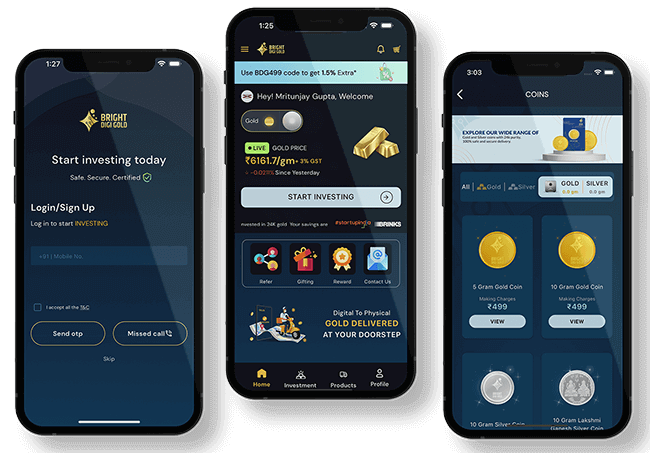 1:27
BRIGHT
DIGI GOLD
Start investing today
Safe. Secure. Certified
Login/Sign Up
Log in to start INVESTING
+91 | Mobile No.
I accept all the T&C
Send otp
Missed call
Skip
1:25
BRIGHT
DIGI GOLD
Use BDG499 code to get 1.5% Extra*
Hey! Mritunjay Gupta, Welcome
Gold
LIVE GOLD PRICE
₹6161.7/gm+ 3% GST
-0.0211% Since Yesterday
START INVESTING
invested in 24K gold Your savings are #startupindia BRINKS
Refer
Gifting
Reward
Contact Us
Digital To Physical
GOLD DELIVERED
AT YOUR DOORSTEP
Home
Investment
Products
Profile
3:03
COINS
EXPLORE OUR WIDE RANGE OF
Gold and Silver coins with 24k purity.
100% safe and secure delivery.
All | Gold | Silver
GOLD
0.0 gm
SILVER
0.0 gm
5 Gram Gold Coin
Making Charges
₹499
VIEW
10 Gram Gold Coin
Making Charges
₹499
VIEW
10 Gram Silver Coin
10 Gram Lakshmi
Ganesh Silver Coin